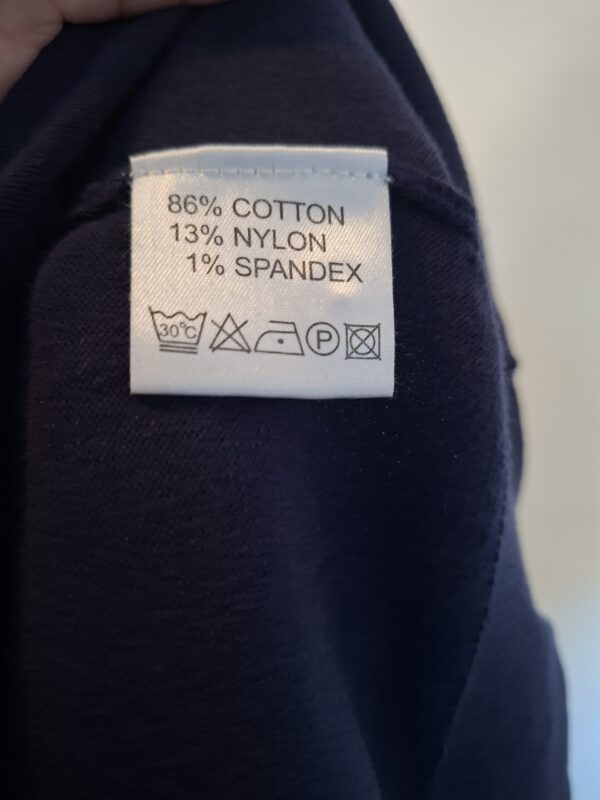 86% COTTON
13% NYLON
1% SPANDEX
30°C P